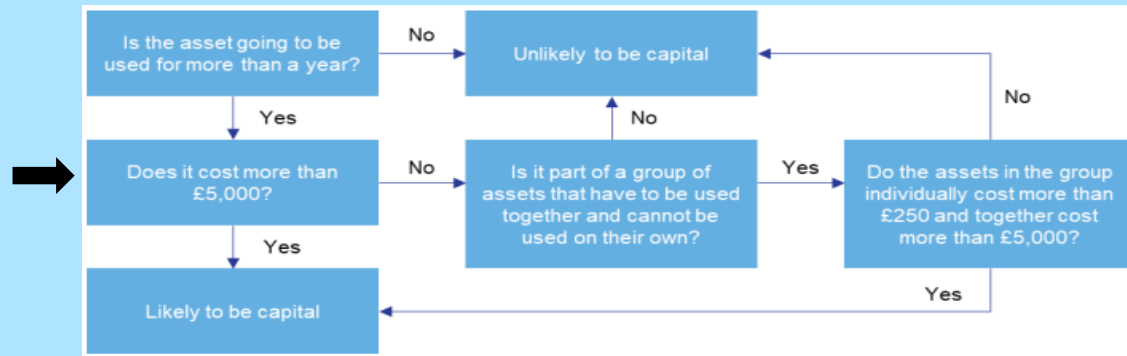 Is the asset going to be
used for more than a year?
No
Unlikely to be capital
Yes
No
No
Does it cost more than
£5,000?
No
Is it part of a group of
assets that have to be used
together and cannot be
used on their own?
Yes
Do the assets in the group
individually cost more than
£250 and together cost
more than £5,000?
Yes
Yes
Likely to be capital